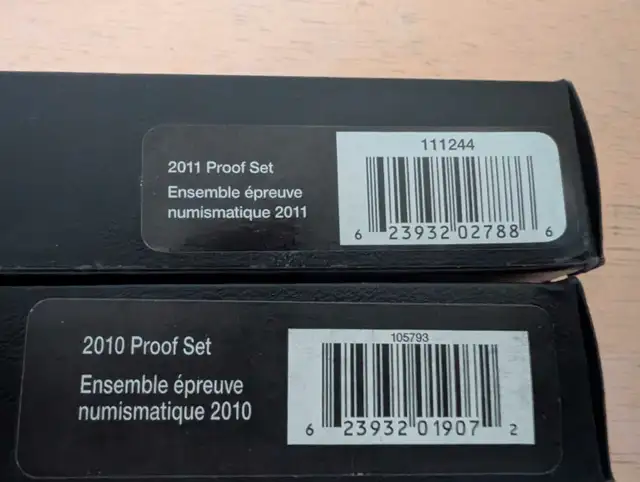 2011 Proof Set
Ensemble épreuve
numismatique 2011
111244
6 23932 02788 6
2010 Proof Set
Ensemble épreuve
numismatique 2010
105793
6 23932 01907 2